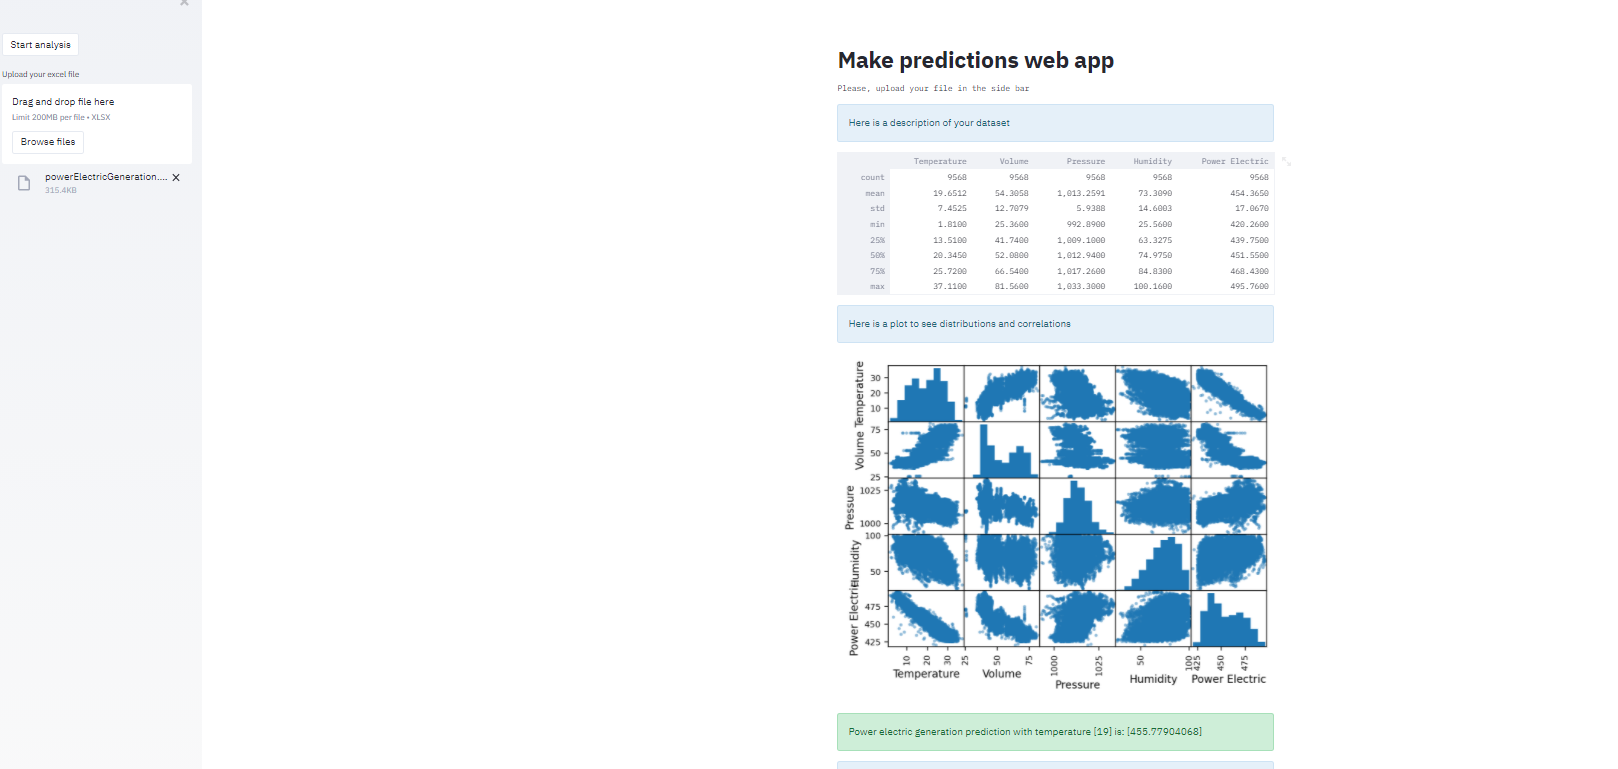 Start analysis
Upload your excel file
Drag and drop file here
Limit 200MB per file • XLSX
Browse files
powerElectricGeneration....
315.4KB
Make predictions web app
Please, upload your file in the side bar
Here is a description of your dataset
Temperature Volume Pressure Humidity Power Electric
count 9568 9568 9568 9568 9568
mean 19.6512 54.3058 1,013.2591 73.3090 454.3650
std 7.4525 12.7079 5.9388 14.6003 17.0670
min 1.8100 25.3600 992.8900 25.5600 420.2600
25% 13.5100 41.7400 1,009.1000 63.3275 439.7500
50% 20.3450 52.0800 1,012.9400 74.9750 451.5500
75% 25.7200 66.5400 1,017.2600 84.8300 468.4300
max 37.1100 81.5600 1,033.3000 100.1600 495.7600
Here is a plot to see distributions and correlations
Temperature
30
20
10
Volume
75
50
25
Pressure
1025
1000
Humidity
100
50
Power Electric
475
450
425
10 20 30 25 50 75 1000 1025 50 100 425 450 475
Temperature Volume Pressure Humidity Power Electric
Power electric generation prediction with temperature [19] is: [455.77904068]